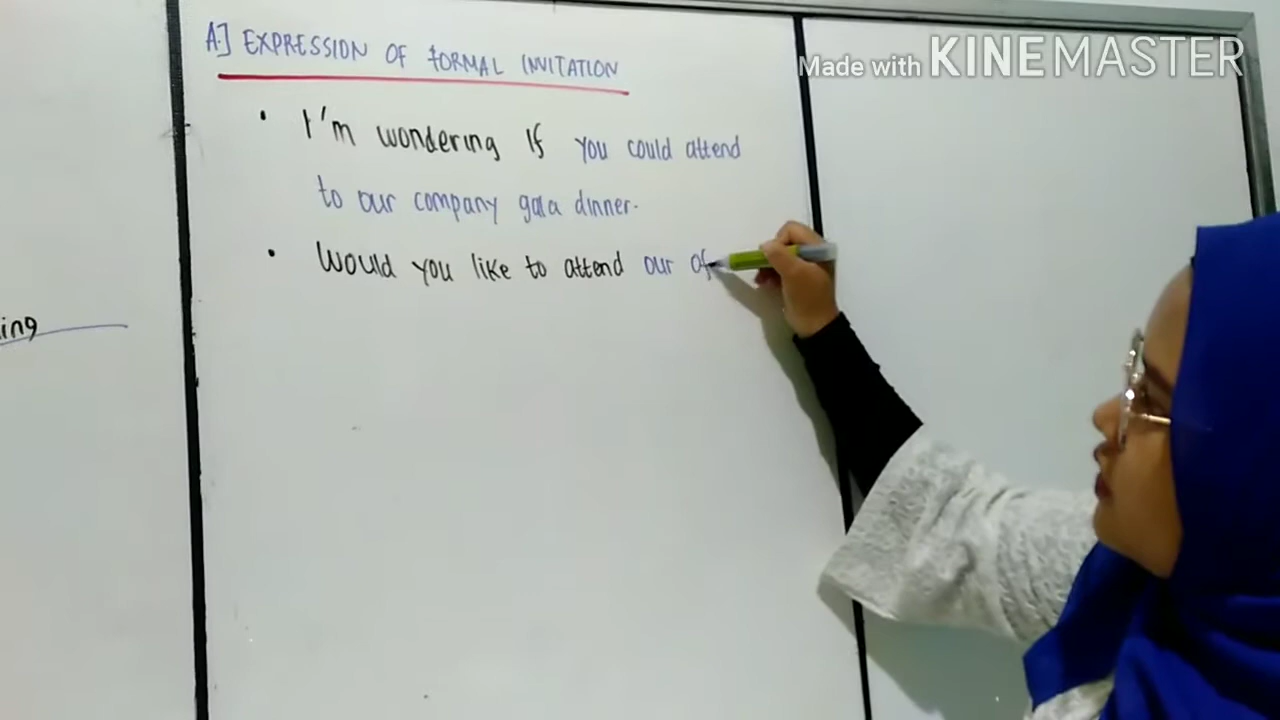 A.] EXPRESSION OF FORMAL INVITATION
Made with KINEMASTER
• I'm wondering If you could attend
to our company gala dinner.
• Would you like to attend our of
ing